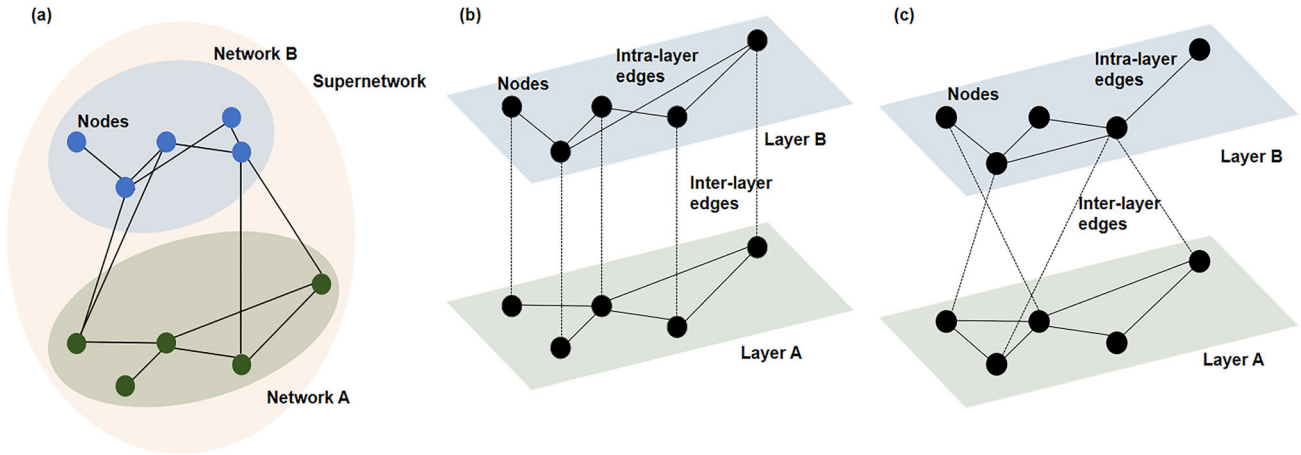 (a)
Network B
Supernetwork
Nodes
Network A
(b)
Intra-layer
edges
Nodes
Layer B
Inter-layer
edges
Layer A
(c)
Intra-layer
edges
Nodes
Layer B
Inter-layer
edges
Layer A